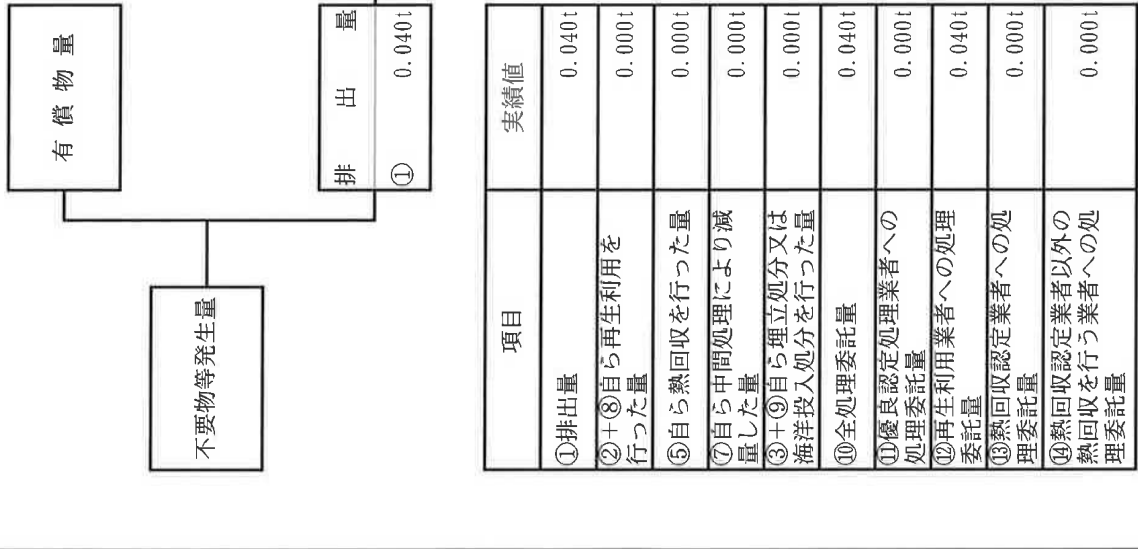 有償物量
不要物等発生量
排出量
① 0.040t
項目 実績値
①排出量 0.040t
②+⑧自ら再生利用を
行った量 0.000t
⑤自ら熱回収を行った量 0.000t
⑦自ら中間処理により減
量した量 0.000t
③+⑨自ら埋立処分又は
海洋投入処分を行った量 0.000t
⑩全処理委託量 0.040t
⑪優良認定処理業者への
処理委託量 0.000t
⑫再生利用業者への処理
委託量 0.040t
⑬熱回収認定業者への処
理委託量 0.000t
⑭熱回収認定業者以外の
熱回収を行う業者への処
理委託量 0.000t